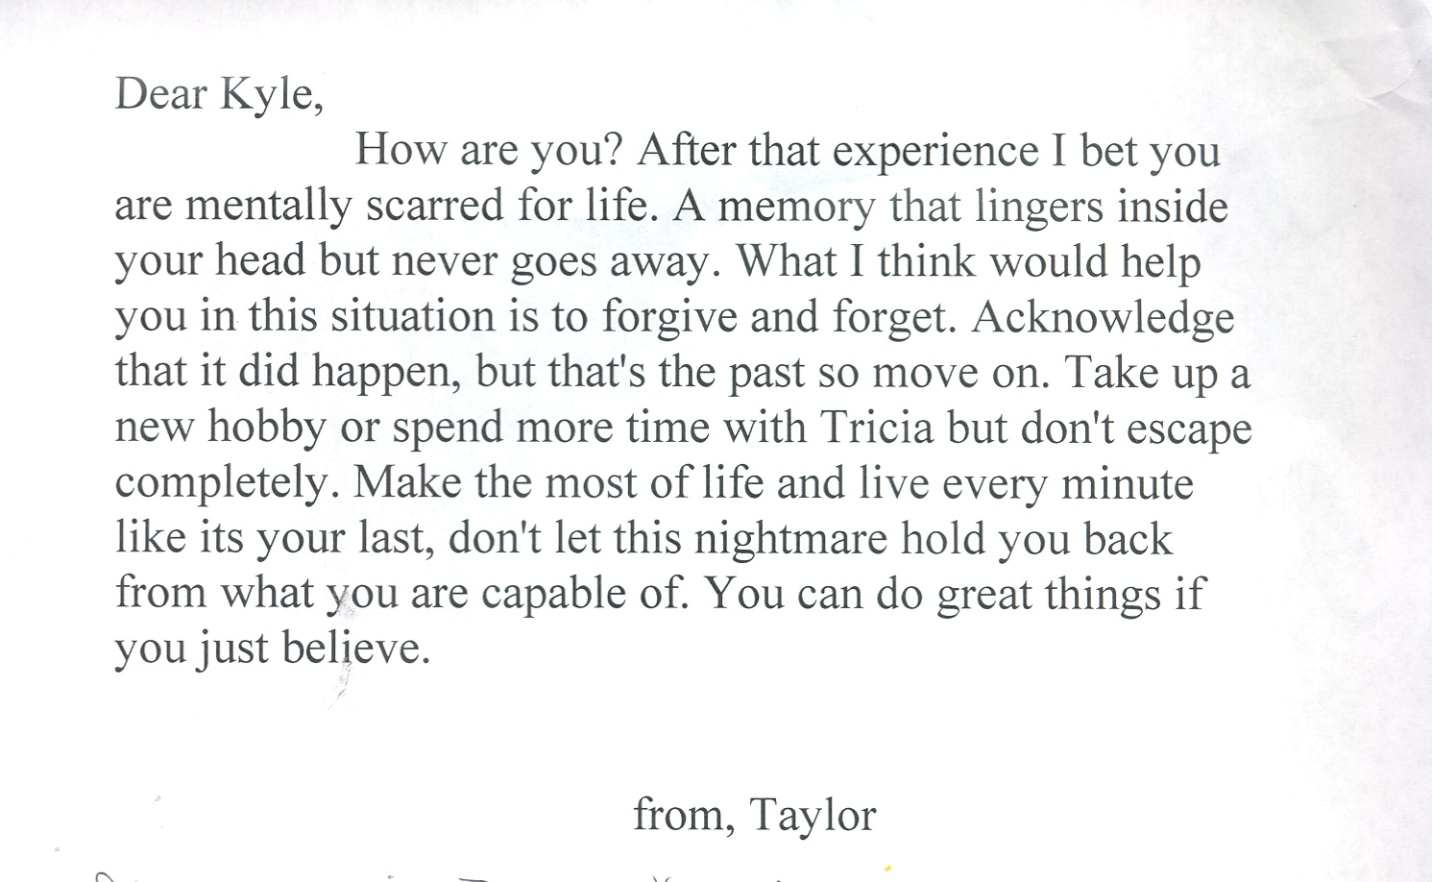 Dear Kyle,
How are you? After that experience I bet you
are mentally scarred for life. A memory that lingers inside
your head but never goes away. What I think would help
you in this situation is to forgive and forget. Acknowledge
that it did happen, but that's the past so move on. Take up a
new hobby or spend more time with Tricia but don't escape
completely. Make the most of life and live every minute
like its your last, don't let this nightmare hold you back
from what you are capable of. You can do great things if
you just believe.
from, Taylor